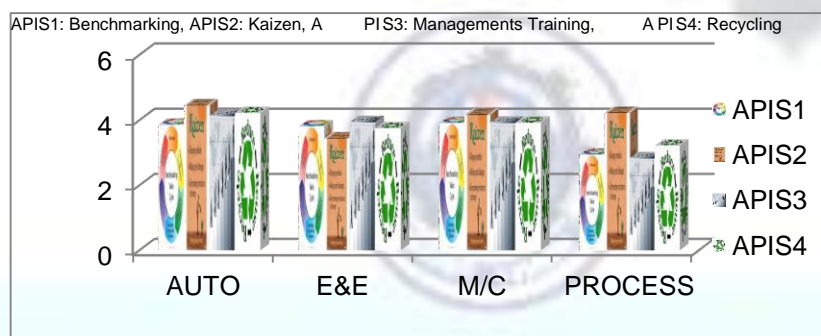 APIS1: Benchmarking, APIS2: Kaizen, A PIS3: Managements Training, A PIS4: Recycling
6
4
2
0
Kaizen
AUTO E&E M/C PROCESS
APIS1
APIS2
APIS3
APIS4